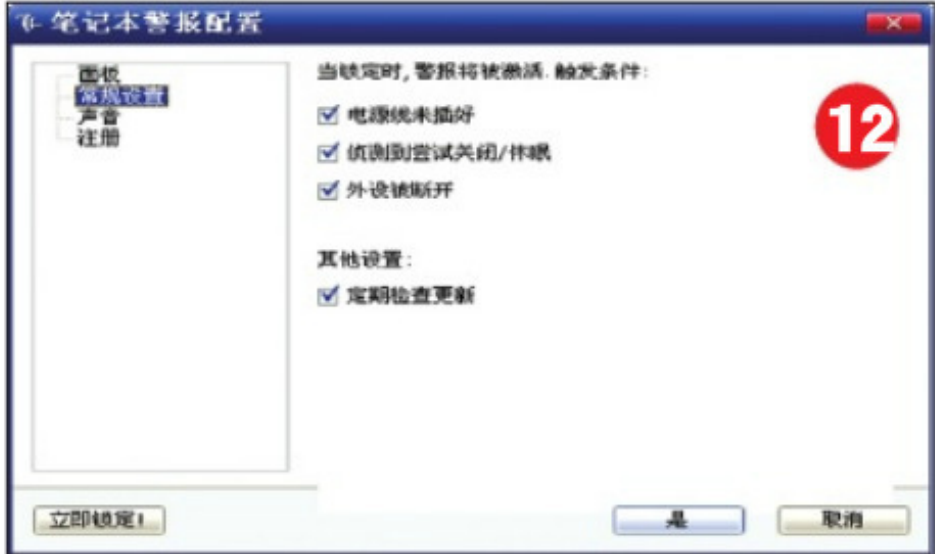 笔记本警报配置
面板
常规设置
声音
注册
当锁定时,警报将被激活.触发条件:
电源线未插好
侦测到尝试关闭/休眠
外设被断开
其他设置:
定期检查更新
12
立即锁定!
是
取消